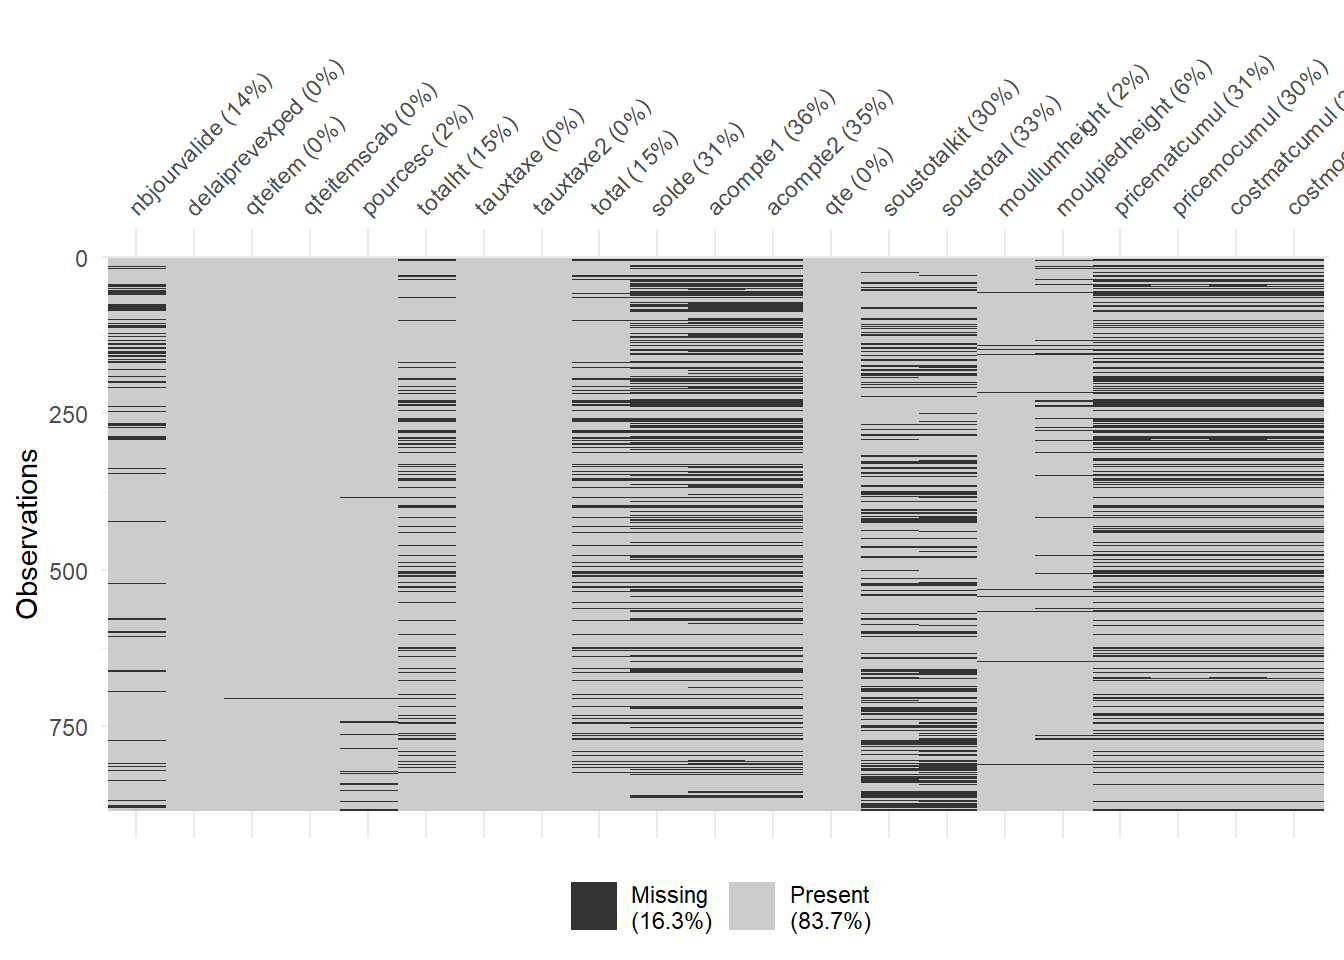 nbjourvalide (14%)
delaiprevexped (0%)
qteitem (0%)
qteitemscab (0%)
pourcesc (2%)
totalht (15%)
tauxtaxe (0%)
tauxtaxe2 (0%)
total (15%)
solde (31%)
acompte1 (36%)
acompte2 (35%)
qte (0%)
soustotalkit (30%)
soustotal (33%)
moullumheight (2%)
moulpiedheight (6%)
pricematcumul (31%)
pricemocumul (30%)
costmatcumul
0
250
500
750
Observations
Missing
(16.3%)
Present
(83.7%)